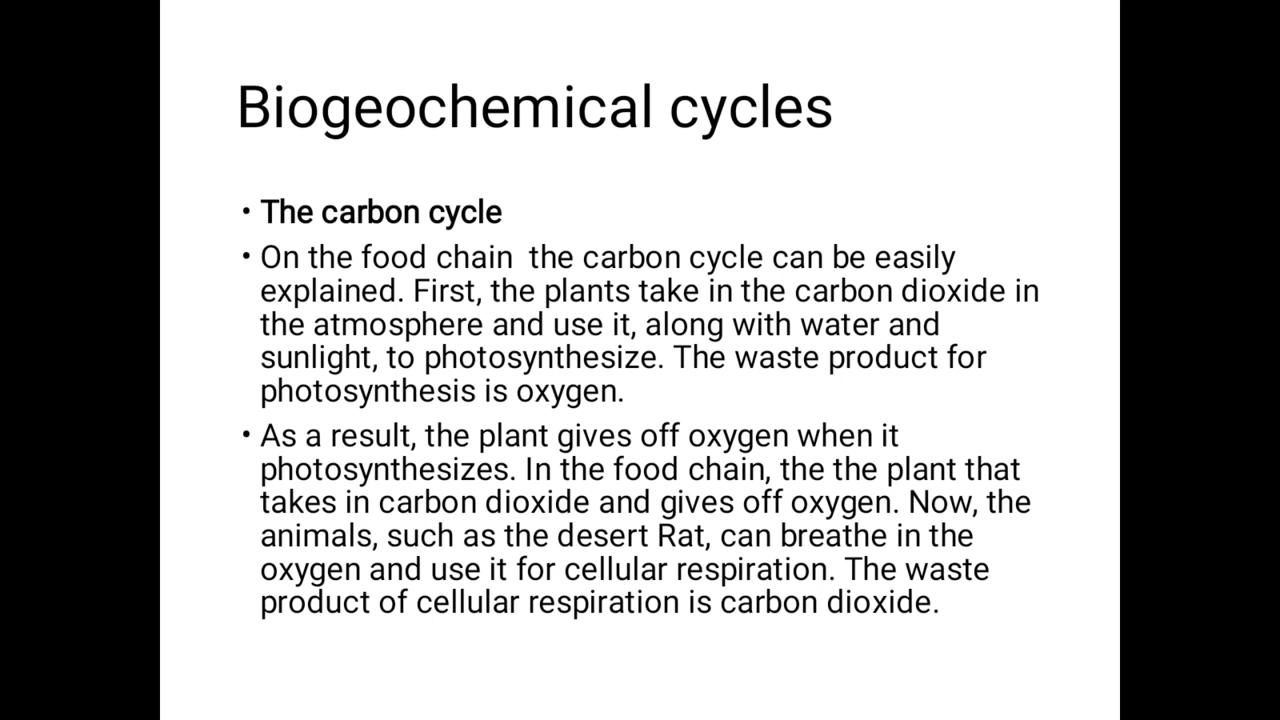 Biogeochemical cycles
• The carbon cycle
• On the food chain  the carbon cycle can be easily
explained. First, the plants take in the carbon dioxide in
the atmosphere and use it, along with water and
sunlight, to photosynthesize. The waste product for
photosynthesis is oxygen.
• As a result, the plant gives off oxygen when it
photosynthesizes. In the food chain, the the plant that
takes in carbon dioxide and gives off oxygen. Now, the
animals, such as the desert Rat, can breathe in the
oxygen and use it for cellular respiration. The waste
product of cellular respiration is carbon dioxide.